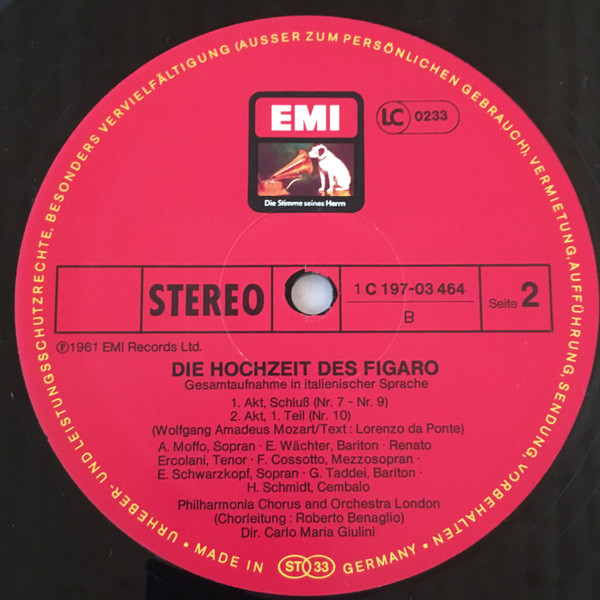 URHEBER- UND LEISTUNGSSCHUTZRECHTE, BESONDERS VERVIELFÄLTIGUNG (AUSSER ZUM PERSÖNLICHEN GEBRAUCH), VERMIETUNG, AUFFÜHRUNG, SENDUNG, VORBEHALTEN · MADE IN ST 33 GERMANY ·
EMI
LC 0233
Die Stimme seines Herrn
STEREO
1 C 197-03 464
B
Seite 2
Ⓟ1961 EMI Records Ltd.
DIE HOCHZEIT DES FIGARO
Gesamtaufnahme in italienischer Sprache
1. Akt, Schluß (Nr. 7 - Nr. 9)
2. Akt, 1. Teil (Nr. 10)
(Wolfgang Amadeus Mozart/Text : Lorenzo da Ponte)
A. Moffo, Sopran · E. Wächter, Bariton · Renato
Ercolani, Tenor · F. Cossotto, Mezzosopran ·
E. Schwarzkopf, Sopran · G. Taddei, Bariton ·
H. Schmidt, Cembalo
Philharmonia Chorus and Orchestra London
(Chorleitung : Roberto Benaglio)
Dir. Carlo Maria Giulini